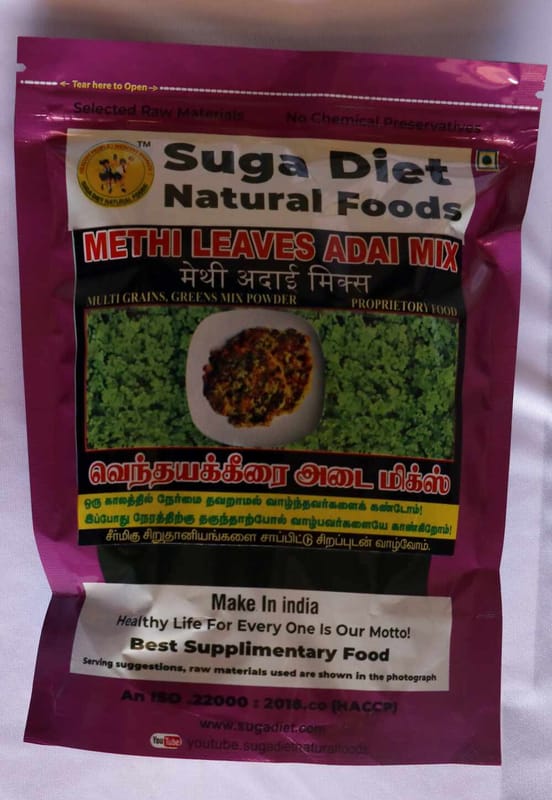 <- Tear here to Open ->
Selected Raw Materials No Chemical Preservatives
TM
Suga Diet
Natural Foods
SUGA DIET NATURAL FOODS
METHI LEAVES ADAI MIX
मेथी अदाई मिक्स
MULTI GRAINS, GREENS MIX POWDER PROPRIETORY FOOD
வெந்தயக்கீரை அடை மிக்ஸ்
ஒரு காலத்தில் நேர்மை தவறாமல் வாழ்ந்தவர்களைக் கண்டோம்!
இப்போது நேரத்திற்கு தகுந்தாற்போல் வாழ்பவர்களையே காண்கிறோம்!
சீர்மிகு சிறுதானியங்களை சாப்பிட்டு சிறப்புடன் வாழ்வோம்.
Make In india
Healthy Life For Every One Is Our Motto!
Best Supplimentary Food
Serving suggestions, raw materials used are shown in the photograph
An ISO .22000 : 2018.co (HACCP)
www.sugadiet.com
YouTube youtube.sugadietnaturalfoods